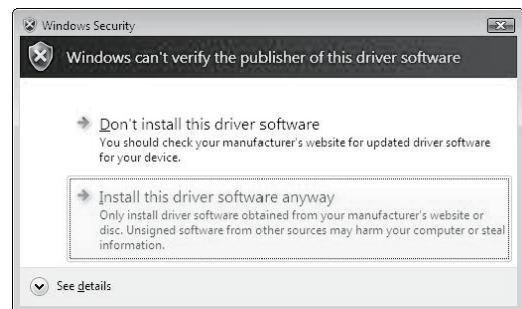 Windows Security
Windows can't verify the publisher of this driver software
Don't install this driver software
You should check your manufacturer's website for updated driver software
for your device.
Install this driver software anyway
Only install driver software obtained from your manufacturer's website or
disc. Unsigned software from other sources may harm your computer or steal
information.
See details